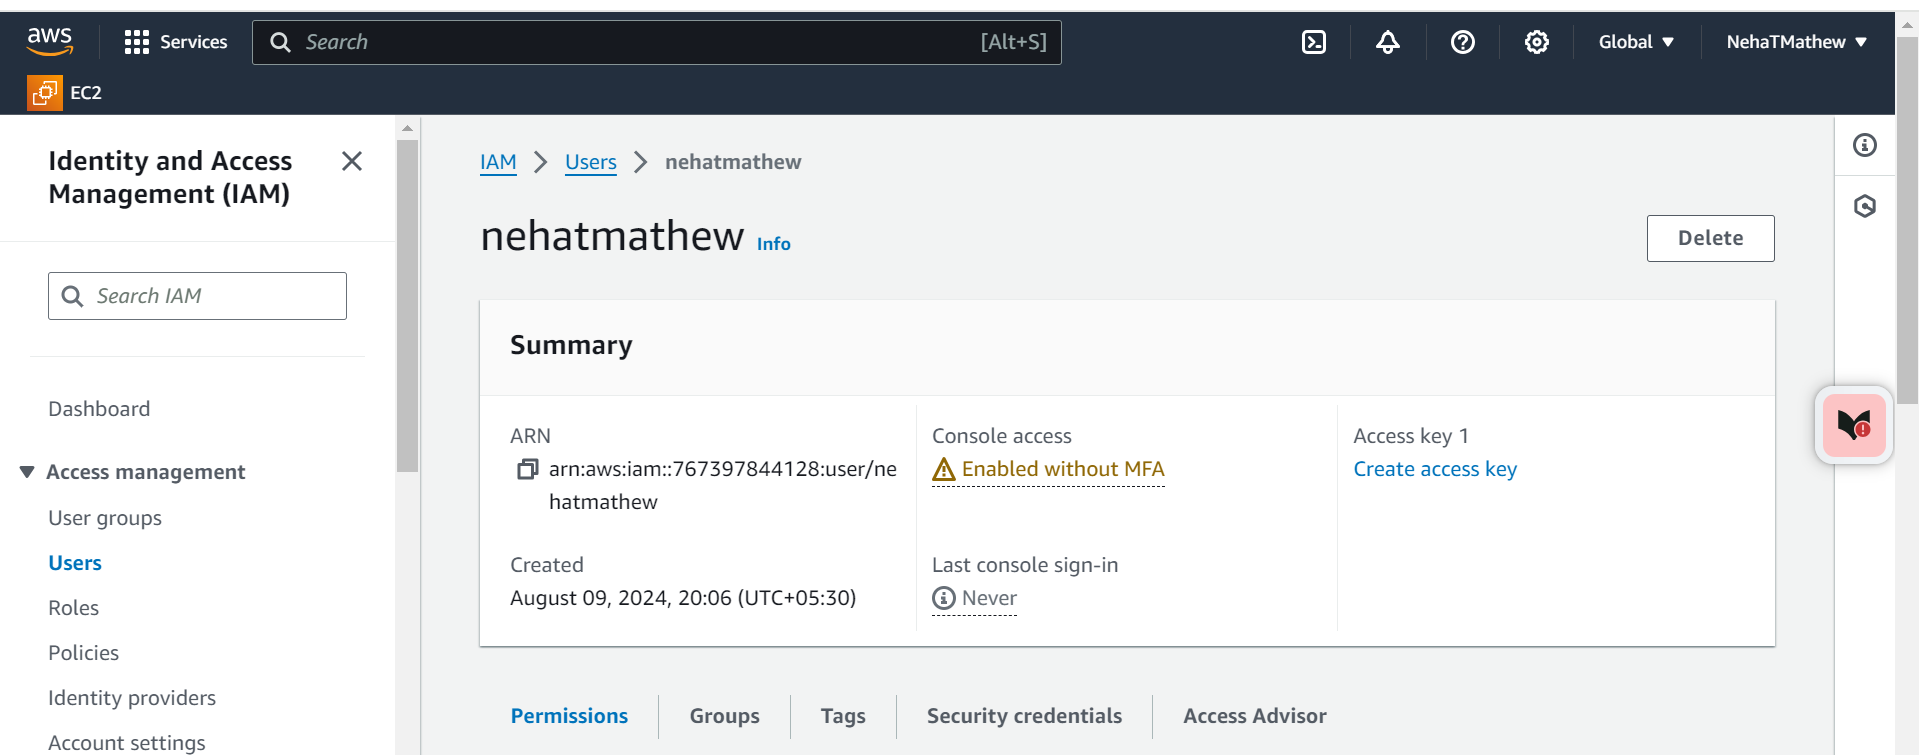 aws
Services
Search
[Alt+S]
Global
NehaTMathew
EC2
Identity and Access
Management (IAM)
Search IAM
Dashboard
Access management
User groups
Users
Roles
Policies
Identity providers
Account settings
IAM > Users > nehatmathew
nehatmathew Info
Delete
Summary
ARN
arn:aws:iam::767397844128:user/ne
hatmathew
Created
August 09, 2024, 20:06 (UTC+05:30)
Console access
Enabled without MFA
Last console sign-in
Never
Access key 1
Create access key
Permissions
Groups
Tags
Security credentials
Access Advisor